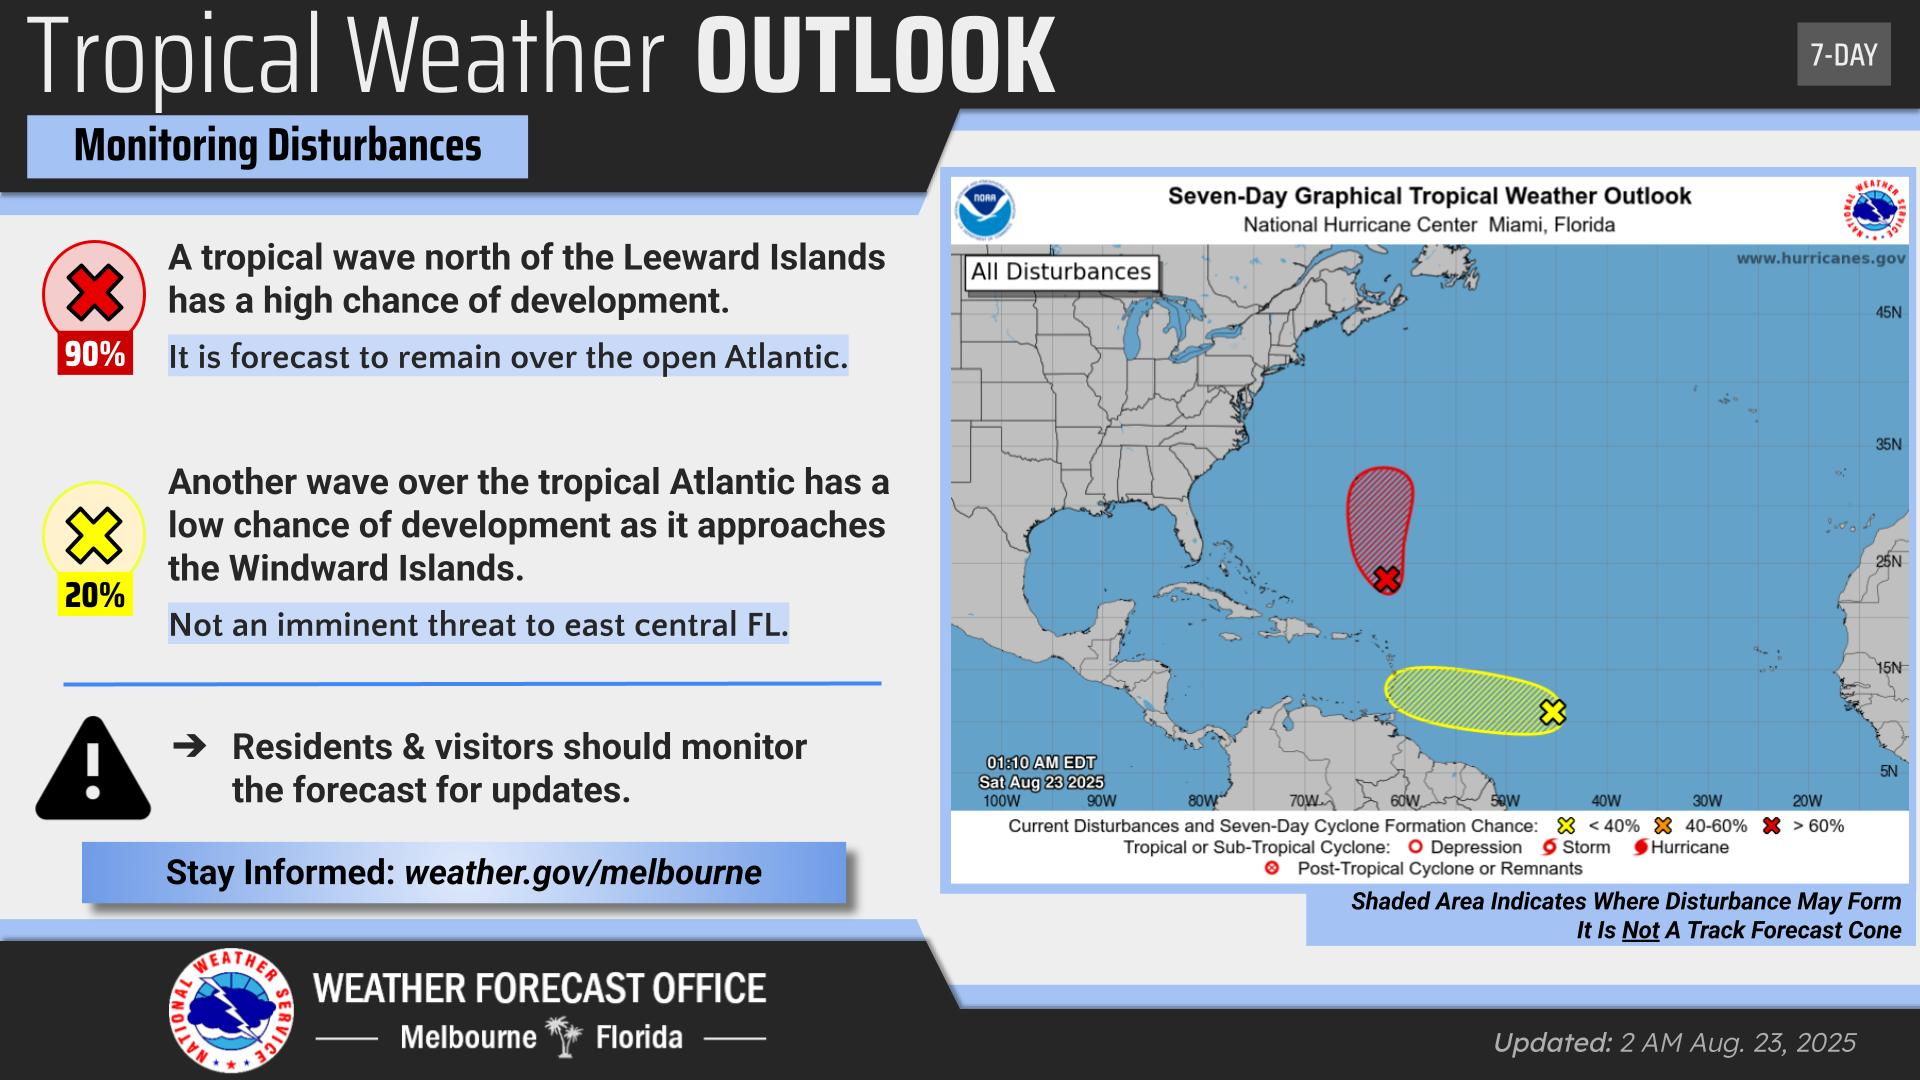 Tropical Weather OUTLOOK
7-DAY
Monitoring Disturbances
90%
A tropical wave north of the Leeward Islands
has a high chance of development.
It is forecast to remain over the open Atlantic.
20%
Another wave over the tropical Atlantic has a
low chance of development as it approaches
the Windward Islands.
Not an imminent threat to east central FL.
➔ Residents & visitors should monitor
the forecast for updates.
Stay Informed: weather.gov/melbourne
NATIONAL WEATHER SERVICE
WEATHER FORECAST OFFICE
Melbourne Florida
NOAA
Seven-Day Graphical Tropical Weather Outlook
National Hurricane Center Miami, Florida
NATIONAL WEATHER SERVICE
All Disturbances
www.hurricanes.gov
45N
35N
25N
15N
5N
01:10 AM EDT
Sat Aug 23 2025
100W 90W 80W 70W 60W 50W 40W 30W 20W
Current Disturbances and Seven-Day Cyclone Formation Chance: < 40% 40-60% > 60%
Tropical or Sub-Tropical Cyclone: Depression Storm Hurricane
Post-Tropical Cyclone or Remnants
Shaded Area Indicates Where Disturbance May Form
It Is Not A Track Forecast Cone
Updated: 2 AM Aug. 23, 2025